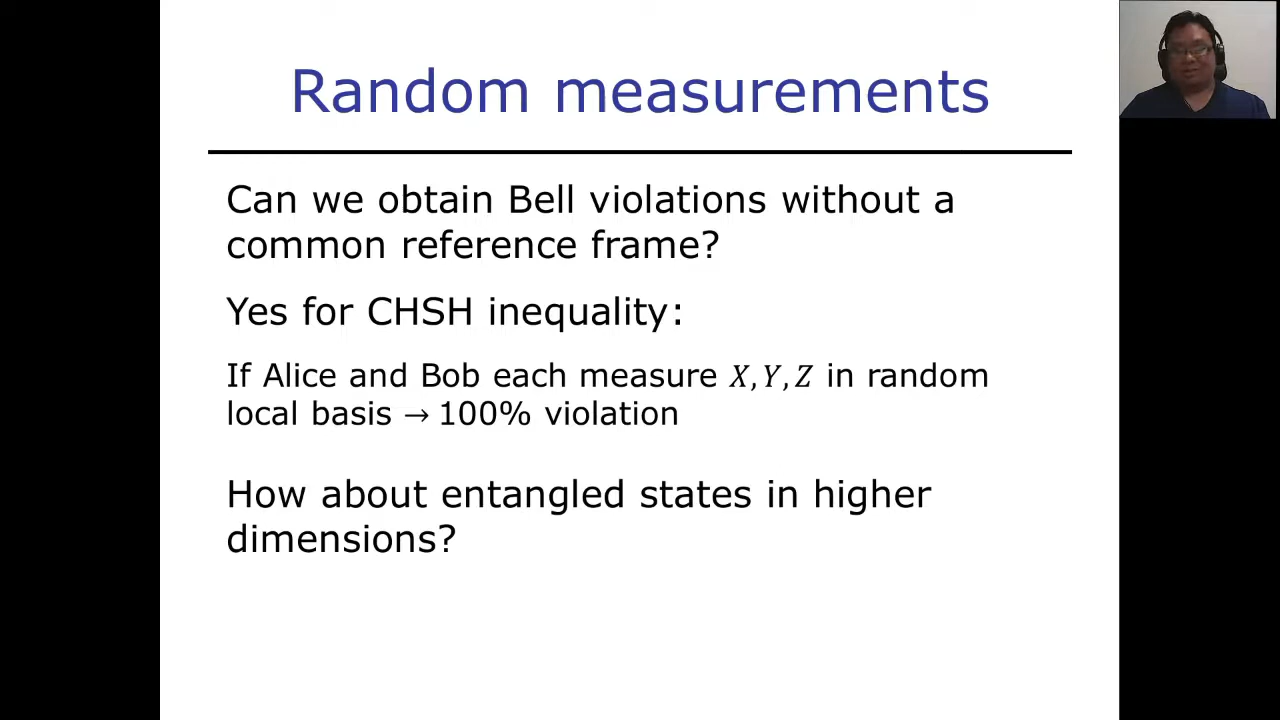 Random measurements
Can we obtain Bell violations without a
common reference frame?
Yes for CHSH inequality:
If Alice and Bob each measure X, Y, Z in random
local basis → 100% violation
How about entangled states in higher
dimensions?